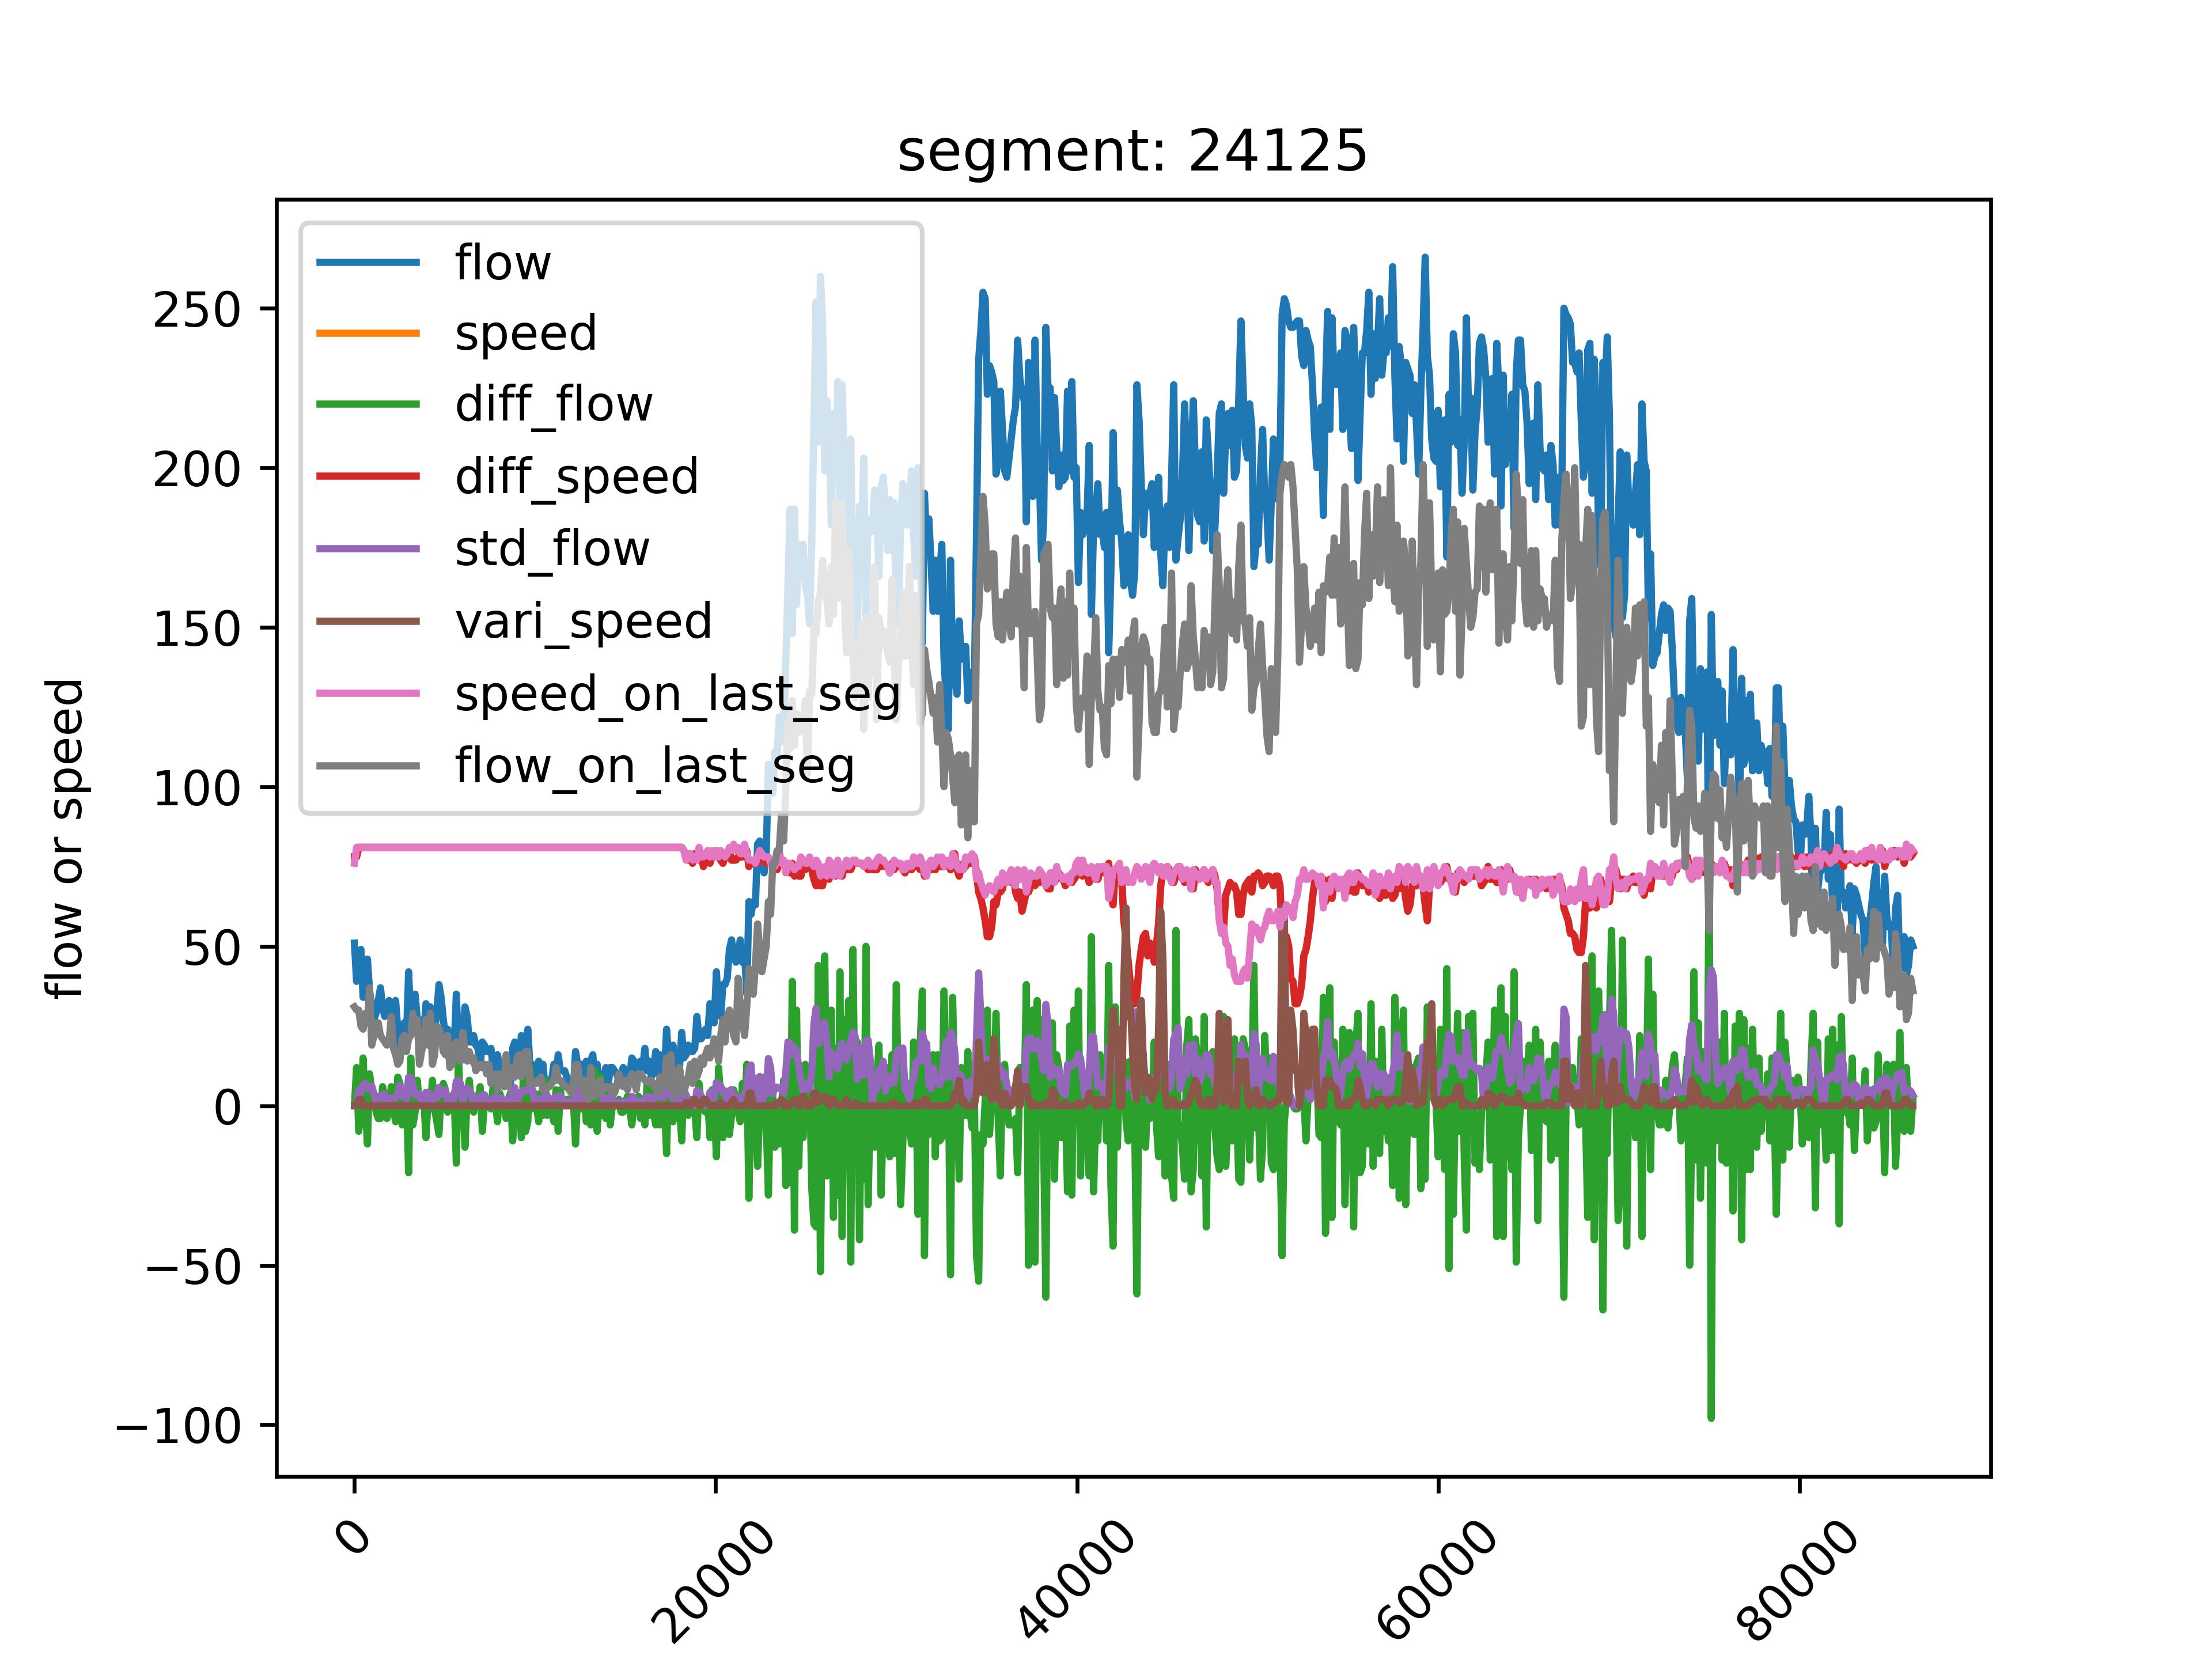 segment: 24125
flow
speed
diff_flow
diff_speed
std_flow
vari_speed
speed_on_last_seg
flow_on_last_seg
flow or speed
250
200
150
100
50
0
−50
−100
0
20000
40000
60000
80000